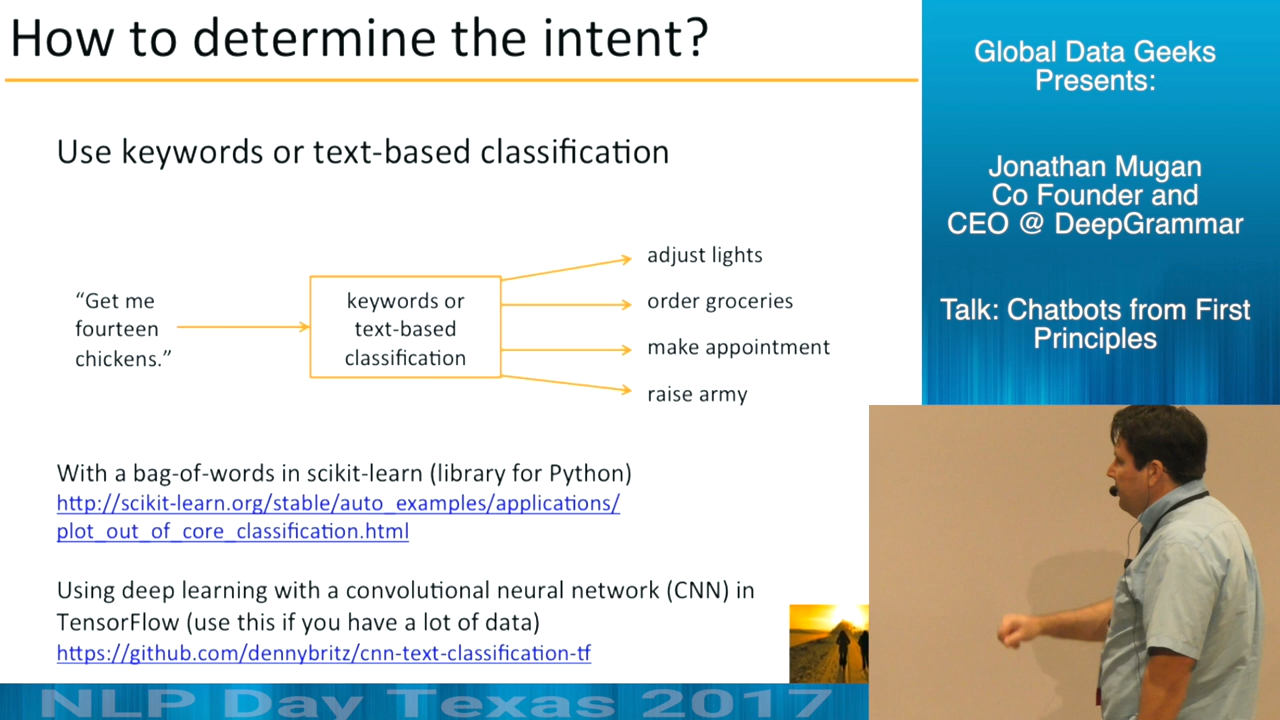 How to determine the intent?
Use keywords or text-based classification
“Get me
fourteen
chickens.”
keywords or
text-based
classification
adjust lights
order groceries
make appointment
raise army
With a bag-of-words in scikit-learn (library for Python)
http://scikit-learn.org/stable/auto_examples/applications/
plot_out_of_core_classification.html
Using deep learning with a convolutional neural network (CNN) in
TensorFlow (use this if you have a lot of data)
https://github.com/dennybritz/cnn-text-classification-tf
Global Data Geeks
Presents:
Jonathan Mugan
Co Founder and
CEO @ DeepGrammar
Talk: Chatbots from First
Principles
NLP Day Texas 2017